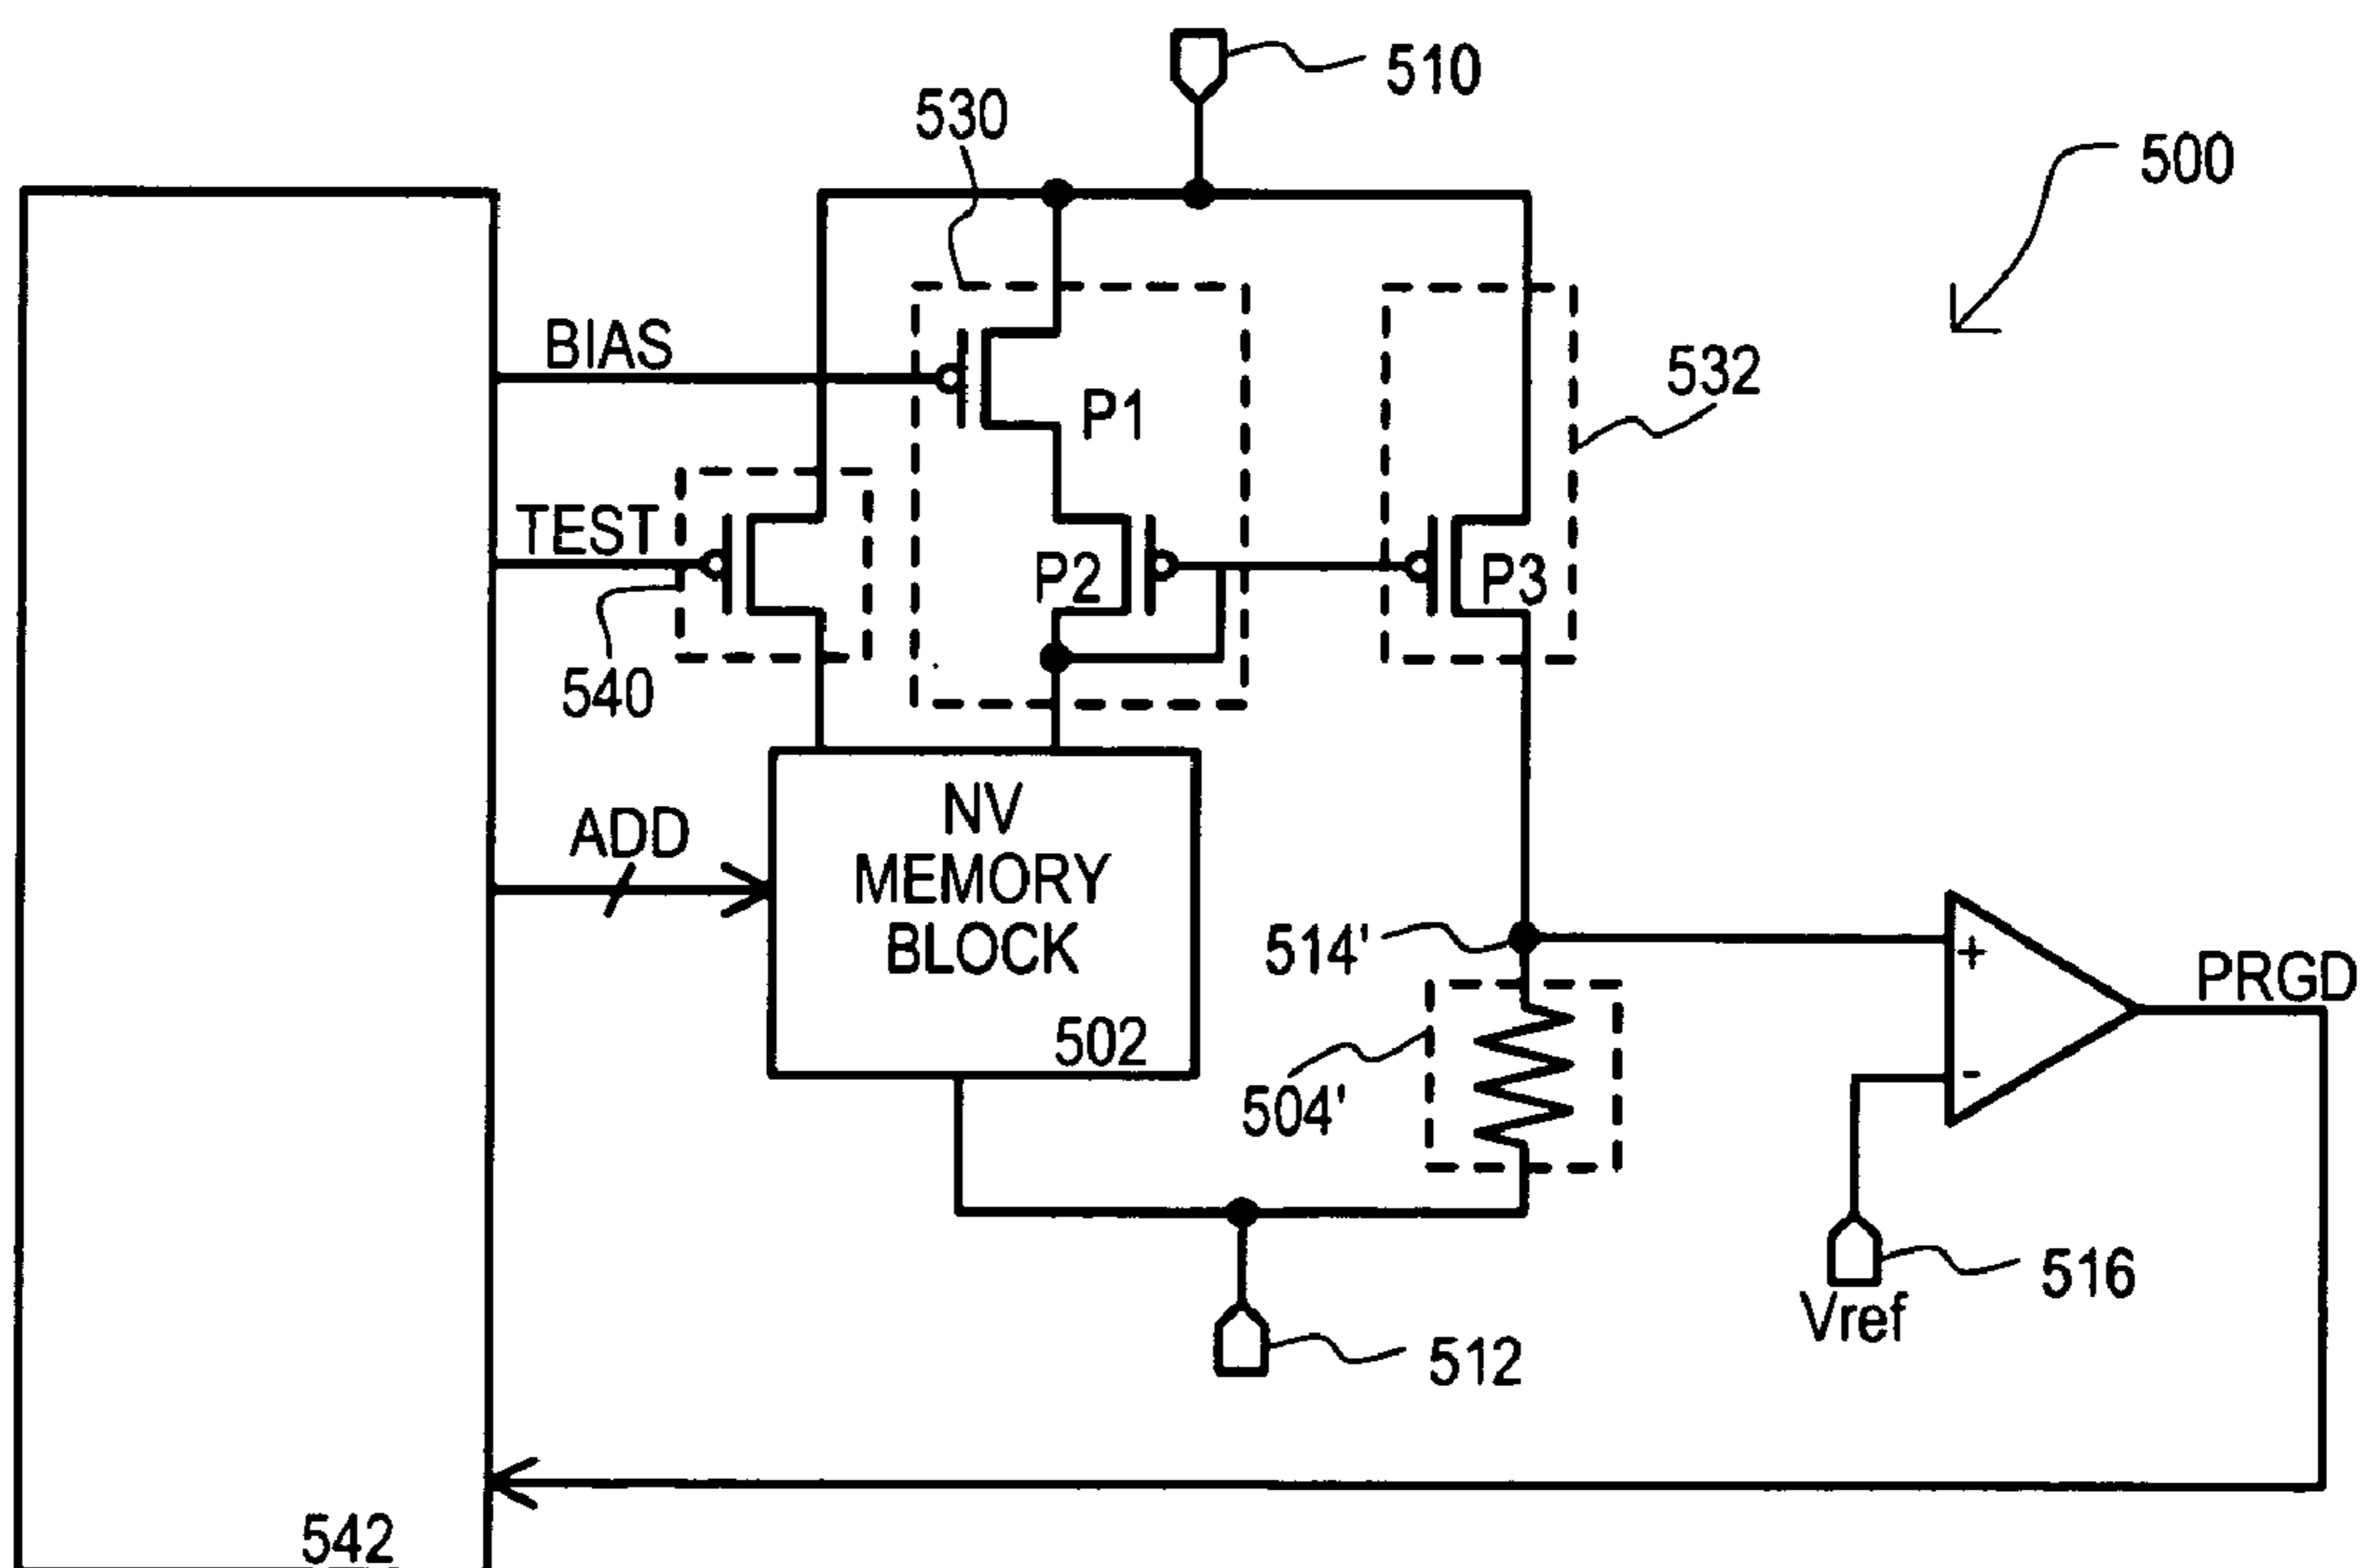 510
530
500
BIAS
532
P1
TEST
P2
P3
540
NV
MEMORY
BLOCK
502
ADD
514'
+
PRGD
-
504'
516
Vref
512
542